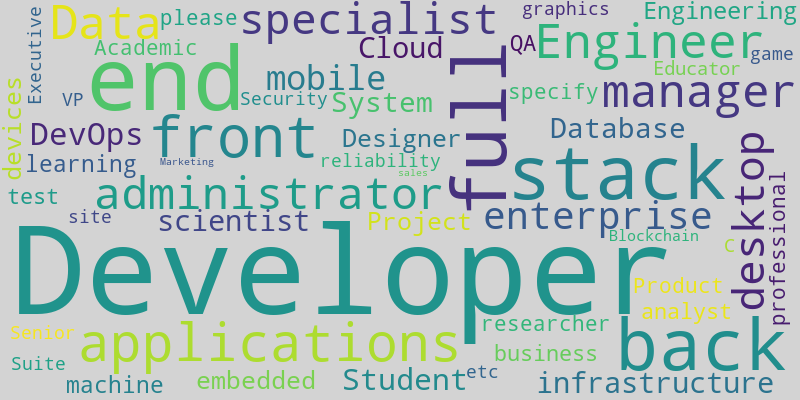 Data
please
specialist
graphics
Engineering
Executive
Academic
Cloud
QA
Engineer
game
end
mobile
full
Educator
devices
VP
Security
System
specify
manager
DevOps
front
Designer
Database
learning
Marketing
reliability
sales
stack
desktop
test
administrator
professional
site
scientist
Project
enterprise
Blockchain
C
Developer
Product
analyst
Senior
applications
researcher
back
business
Suite
machine
embedded
Student
etc
infrastructure